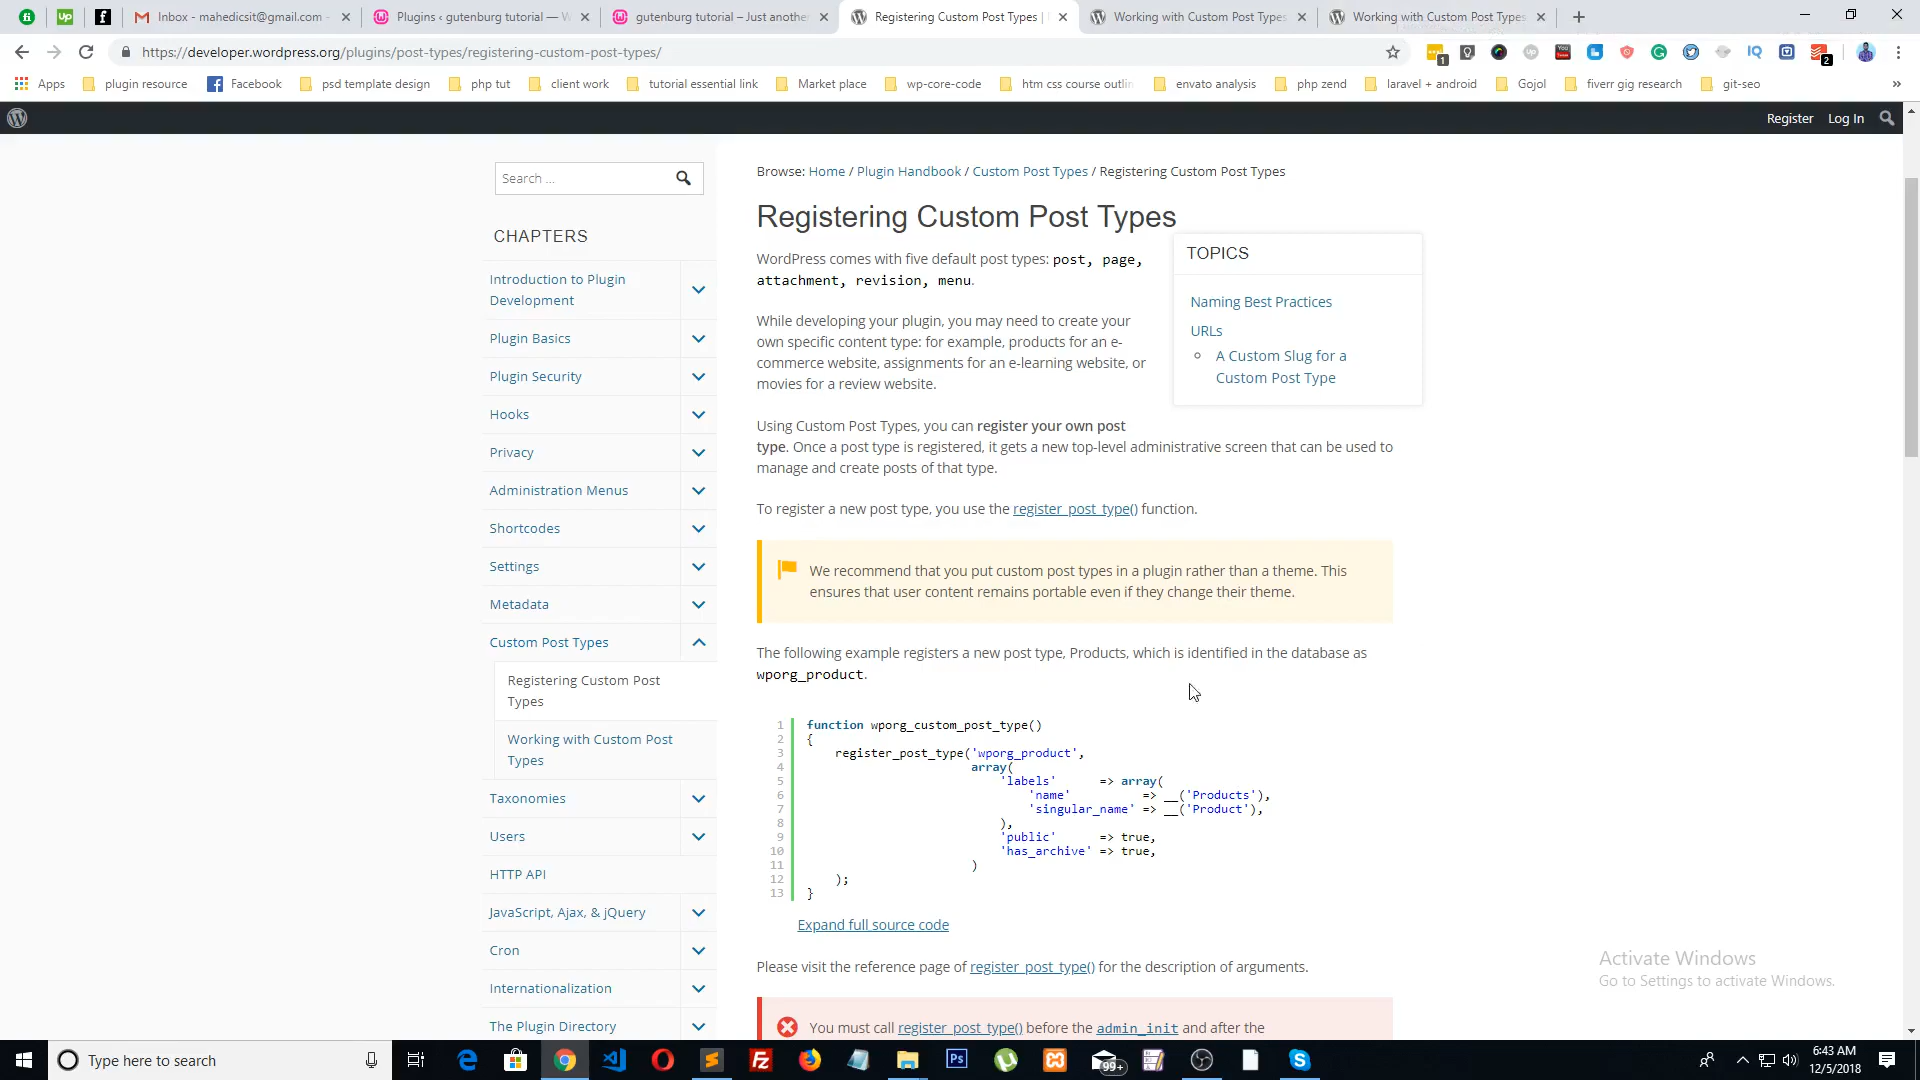 Inbox - mahedicsit@gmail.com -
Plugins ‹ gutenburg tutorial — W
gutenburg tutorial – Just anothe
Registering Custom Post Types |
Working with Custom Post Types
Working with Custom Post Types
https://developer.wordpress.org/plugins/post-types/registering-custom-post-types/
Apps
plugin resource
Facebook
psd template design
php tut
client work
tutorial essential link
Market place
wp-core-code
htm css course outlin
envato analysis
php zend
laravel + android
Gojol
fiverr gig research
git-seo
»
Register
Log In
Search ...
CHAPTERS
Introduction to Plugin
Development
Plugin Basics
Plugin Security
Hooks
Privacy
Administration Menus
Shortcodes
Settings
Metadata
Custom Post Types
Registering Custom Post
Types
Working with Custom Post
Types
Taxonomies
Users
HTTP API
JavaScript, Ajax, & jQuery
Cron
Internationalization
The Plugin Directory
Browse: Home / Plugin Handbook / Custom Post Types / Registering Custom Post Types
Registering Custom Post Types
WordPress comes with five default post types: post, page,
attachment, revision, menu.
While developing your plugin, you may need to create your
own specific content type: for example, products for an e-
commerce website, assignments for an e-learning website, or
movies for a review website.
TOPICS
Naming Best Practices
URLs
A Custom Slug for a
Custom Post Type
Using Custom Post Types, you can register your own post
type. Once a post type is registered, it gets a new top-level administrative screen that can be used to
manage and create posts of that type.
To register a new post type, you use the register_post_type() function.
We recommend that you put custom post types in a plugin rather than a theme. This
ensures that user content remains portable even if they change their theme.
The following example registers a new post type, Products, which is identified in the database as
wporg_product.
1 function wporg_custom_post_type()
2 {
3 register_post_type('wporg_product',
4 array(
5 'labels' => array(
6 'name' => __('Products'),
7 'singular_name' => __('Product'),
8 ),
9 'public' => true,
10 'has_archive' => true,
11 )
12 );
13 }
Expand full source code
Please visit the reference page of register_post_type() for the description of arguments.
You must call register_post_type() before the admin_init and after the
Activate Windows
Go to Settings to activate Windows.
Type here to search
99+
6:43 AM
12/5/2018